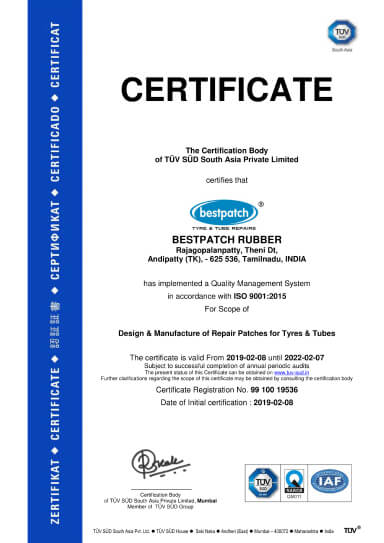 ZERTIFIKAT ◆ CERTIFICATE ◆ 認証証書 ◆ СЕРТИФИКАТ ◆ CERTIFICADO ◆ CERTIFICAT
TÜV
SÜD
South Asia
CERTIFICATE
The Certification Body
of TÜV SÜD South Asia Private Limited
certifies that
bestpatch ®
TYRE & TUBE REPAIRS
BESTPATCH RUBBER
Rajagopalanpatty, Theni Dt,
Andipatty (TK), - 625 536, Tamilnadu, INDIA
has implemented a Quality Management System
in accordance with ISO 9001:2015
For Scope of
Design & Manufacture of Repair Patches for Tyres & Tubes
The certificate is valid From 2019-02-08 until 2022-02-07
Subject to successful completion of annual periodic audits
The present status of this Certificate can be obtained on www.tuv-sud.in
Further clarifications regarding the scope of this certificate may be obtained by consulting the certification body
Certificate Registration No. 99 100 19536
Date of Initial certification : 2019-02-08
Certification Body
of TÜV SÜD South Asia Private Limited, Mumbai
Member of TÜV SÜD Group
TÜV
SÜD
NABCB
QM011
IAF
TÜV SÜD South Asia Pvt. Ltd. ◆ TÜV SÜD House ◆ Saki Naka ◆ Andheri (East) ◆ Mumbai – 400072 ◆ Maharashtra ◆ India TÜV®